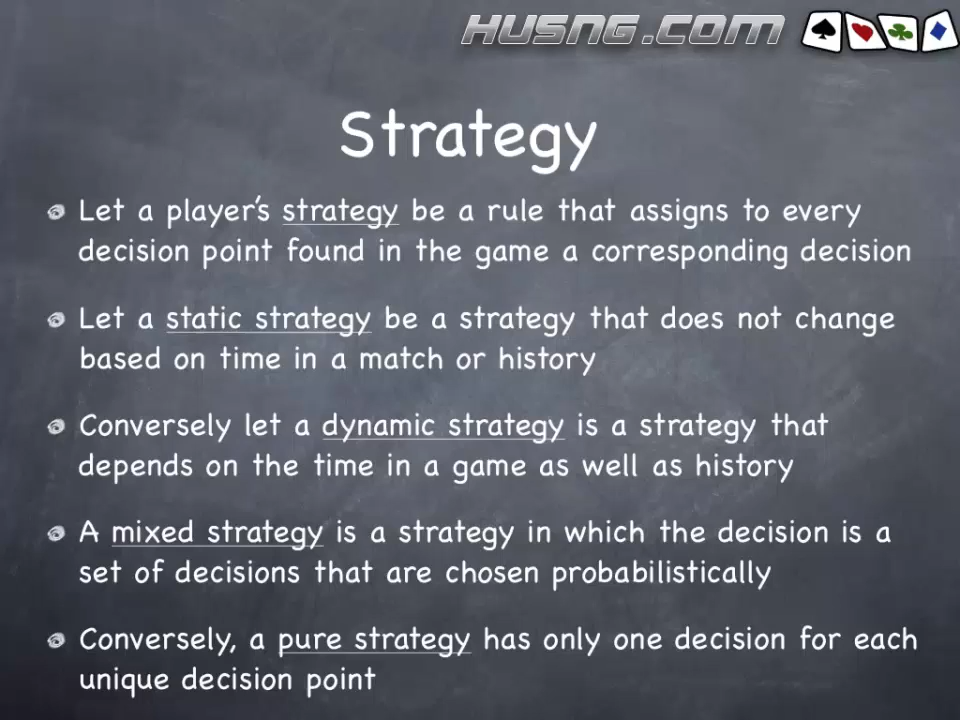 HUSNG.COM
Strategy
Let a player's strategy be a rule that assigns to every
decision point found in the game a corresponding decision
Let a static strategy be a strategy that does not change
based on time in a match or history
Conversely let a dynamic strategy is a strategy that
depends on the time in a game as well as history
A mixed strategy is a strategy in which the decision is a
set of decisions that are chosen probabilistically
Conversely, a pure strategy has only one decision for each
unique decision point